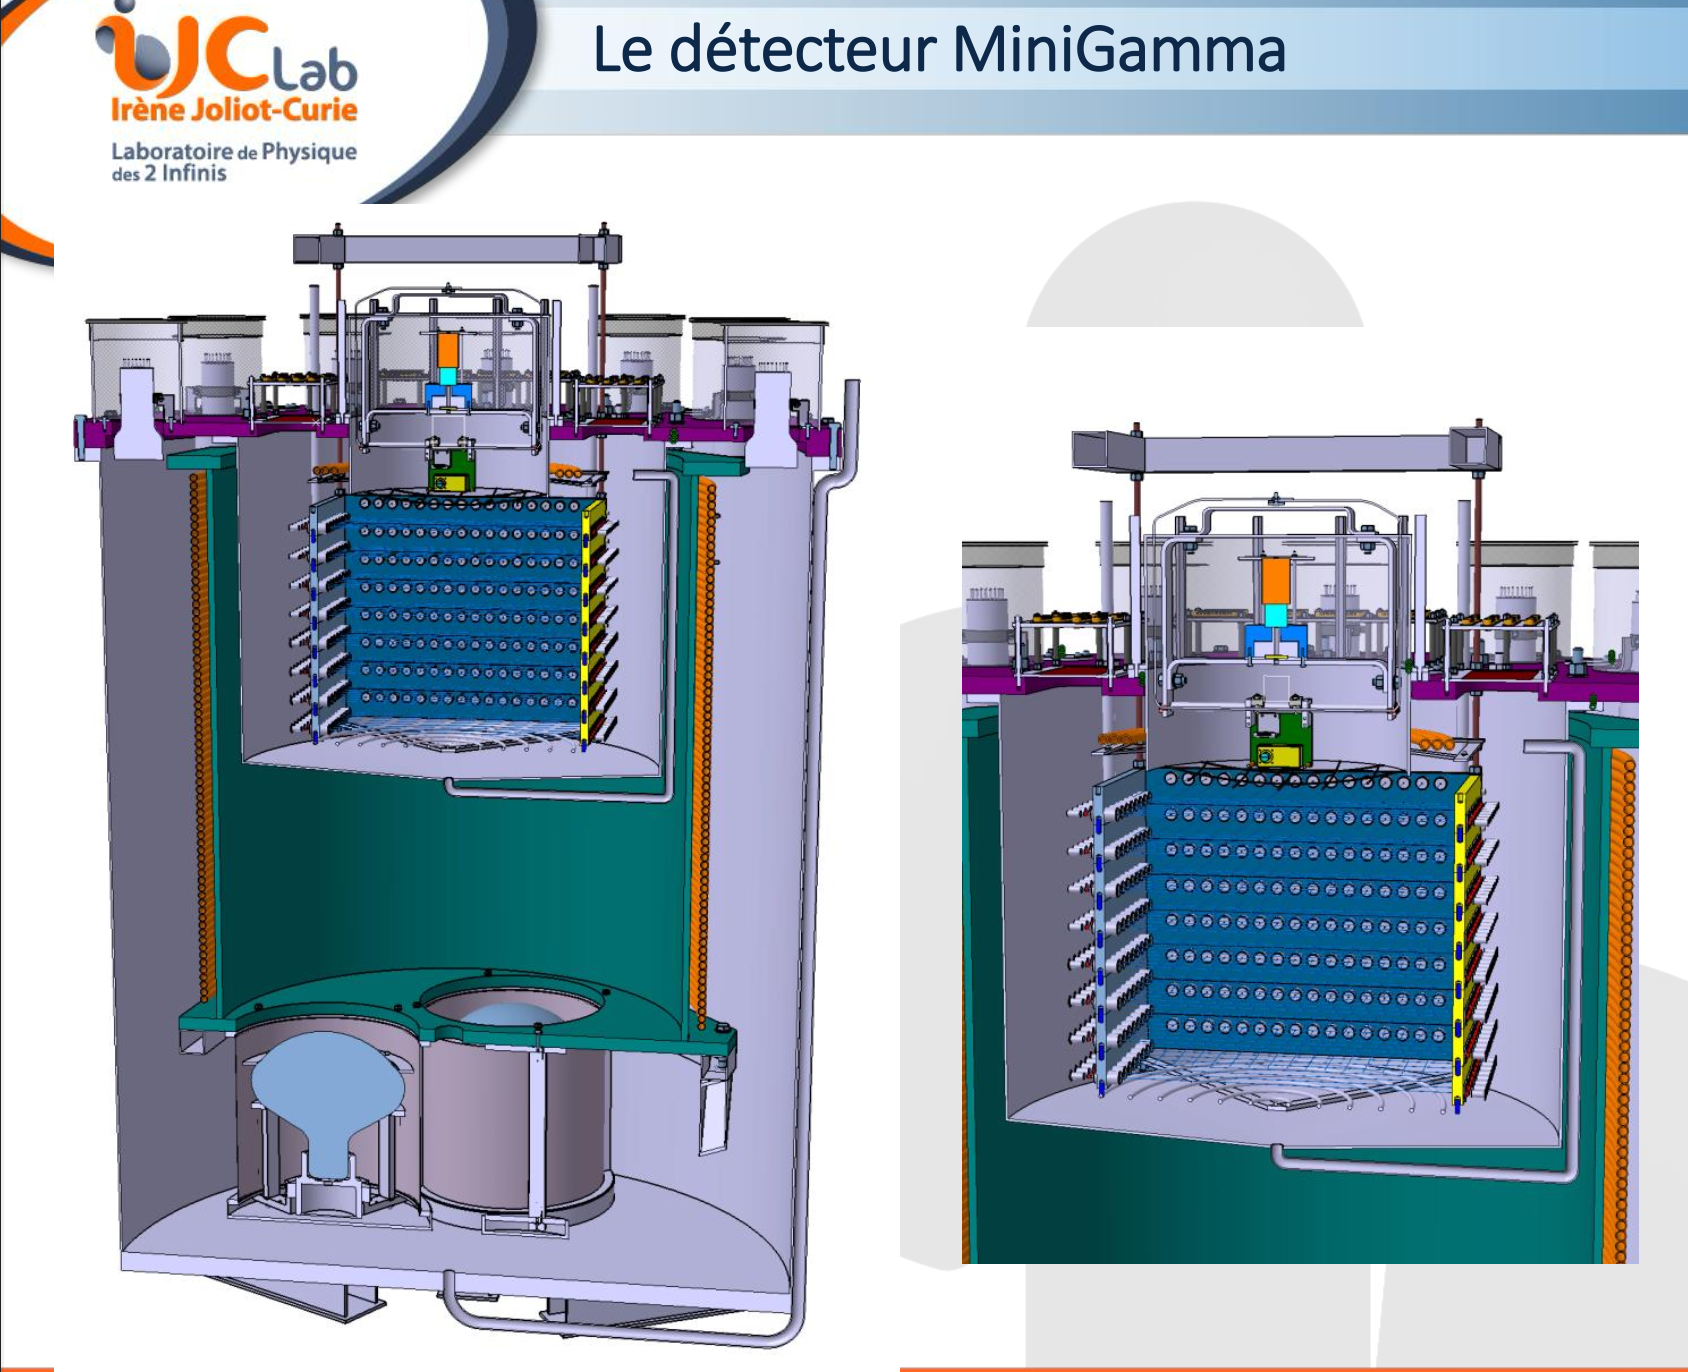 Le détecteur MiniGamma
iJCLab
Irène Joliot-Curie
Laboratoire de Physique
des 2 Infinis